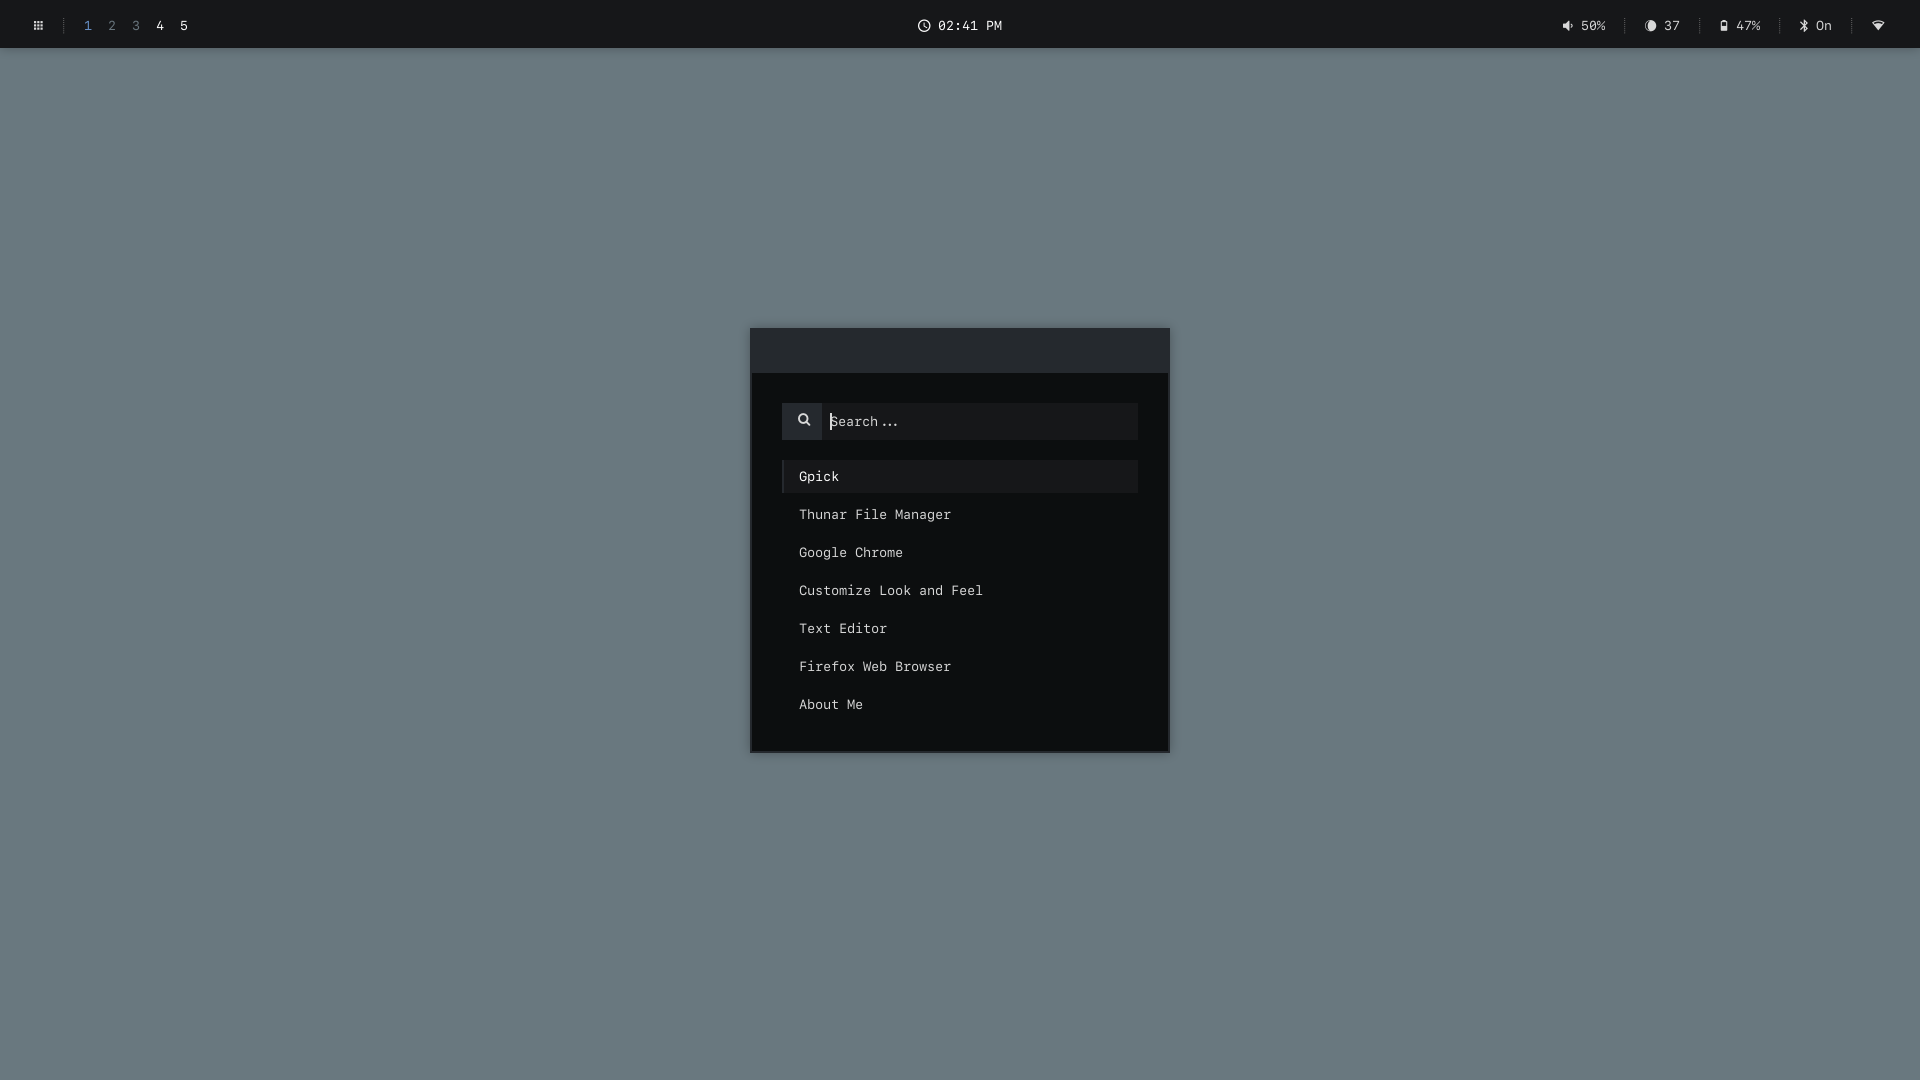 1 2 3 4 5
02:41 PM
50%
37
47%
On
Search...
Gpick
Thunar File Manager
Google Chrome
Customize Look and Feel
Text Editor
Firefox Web Browser
About Me